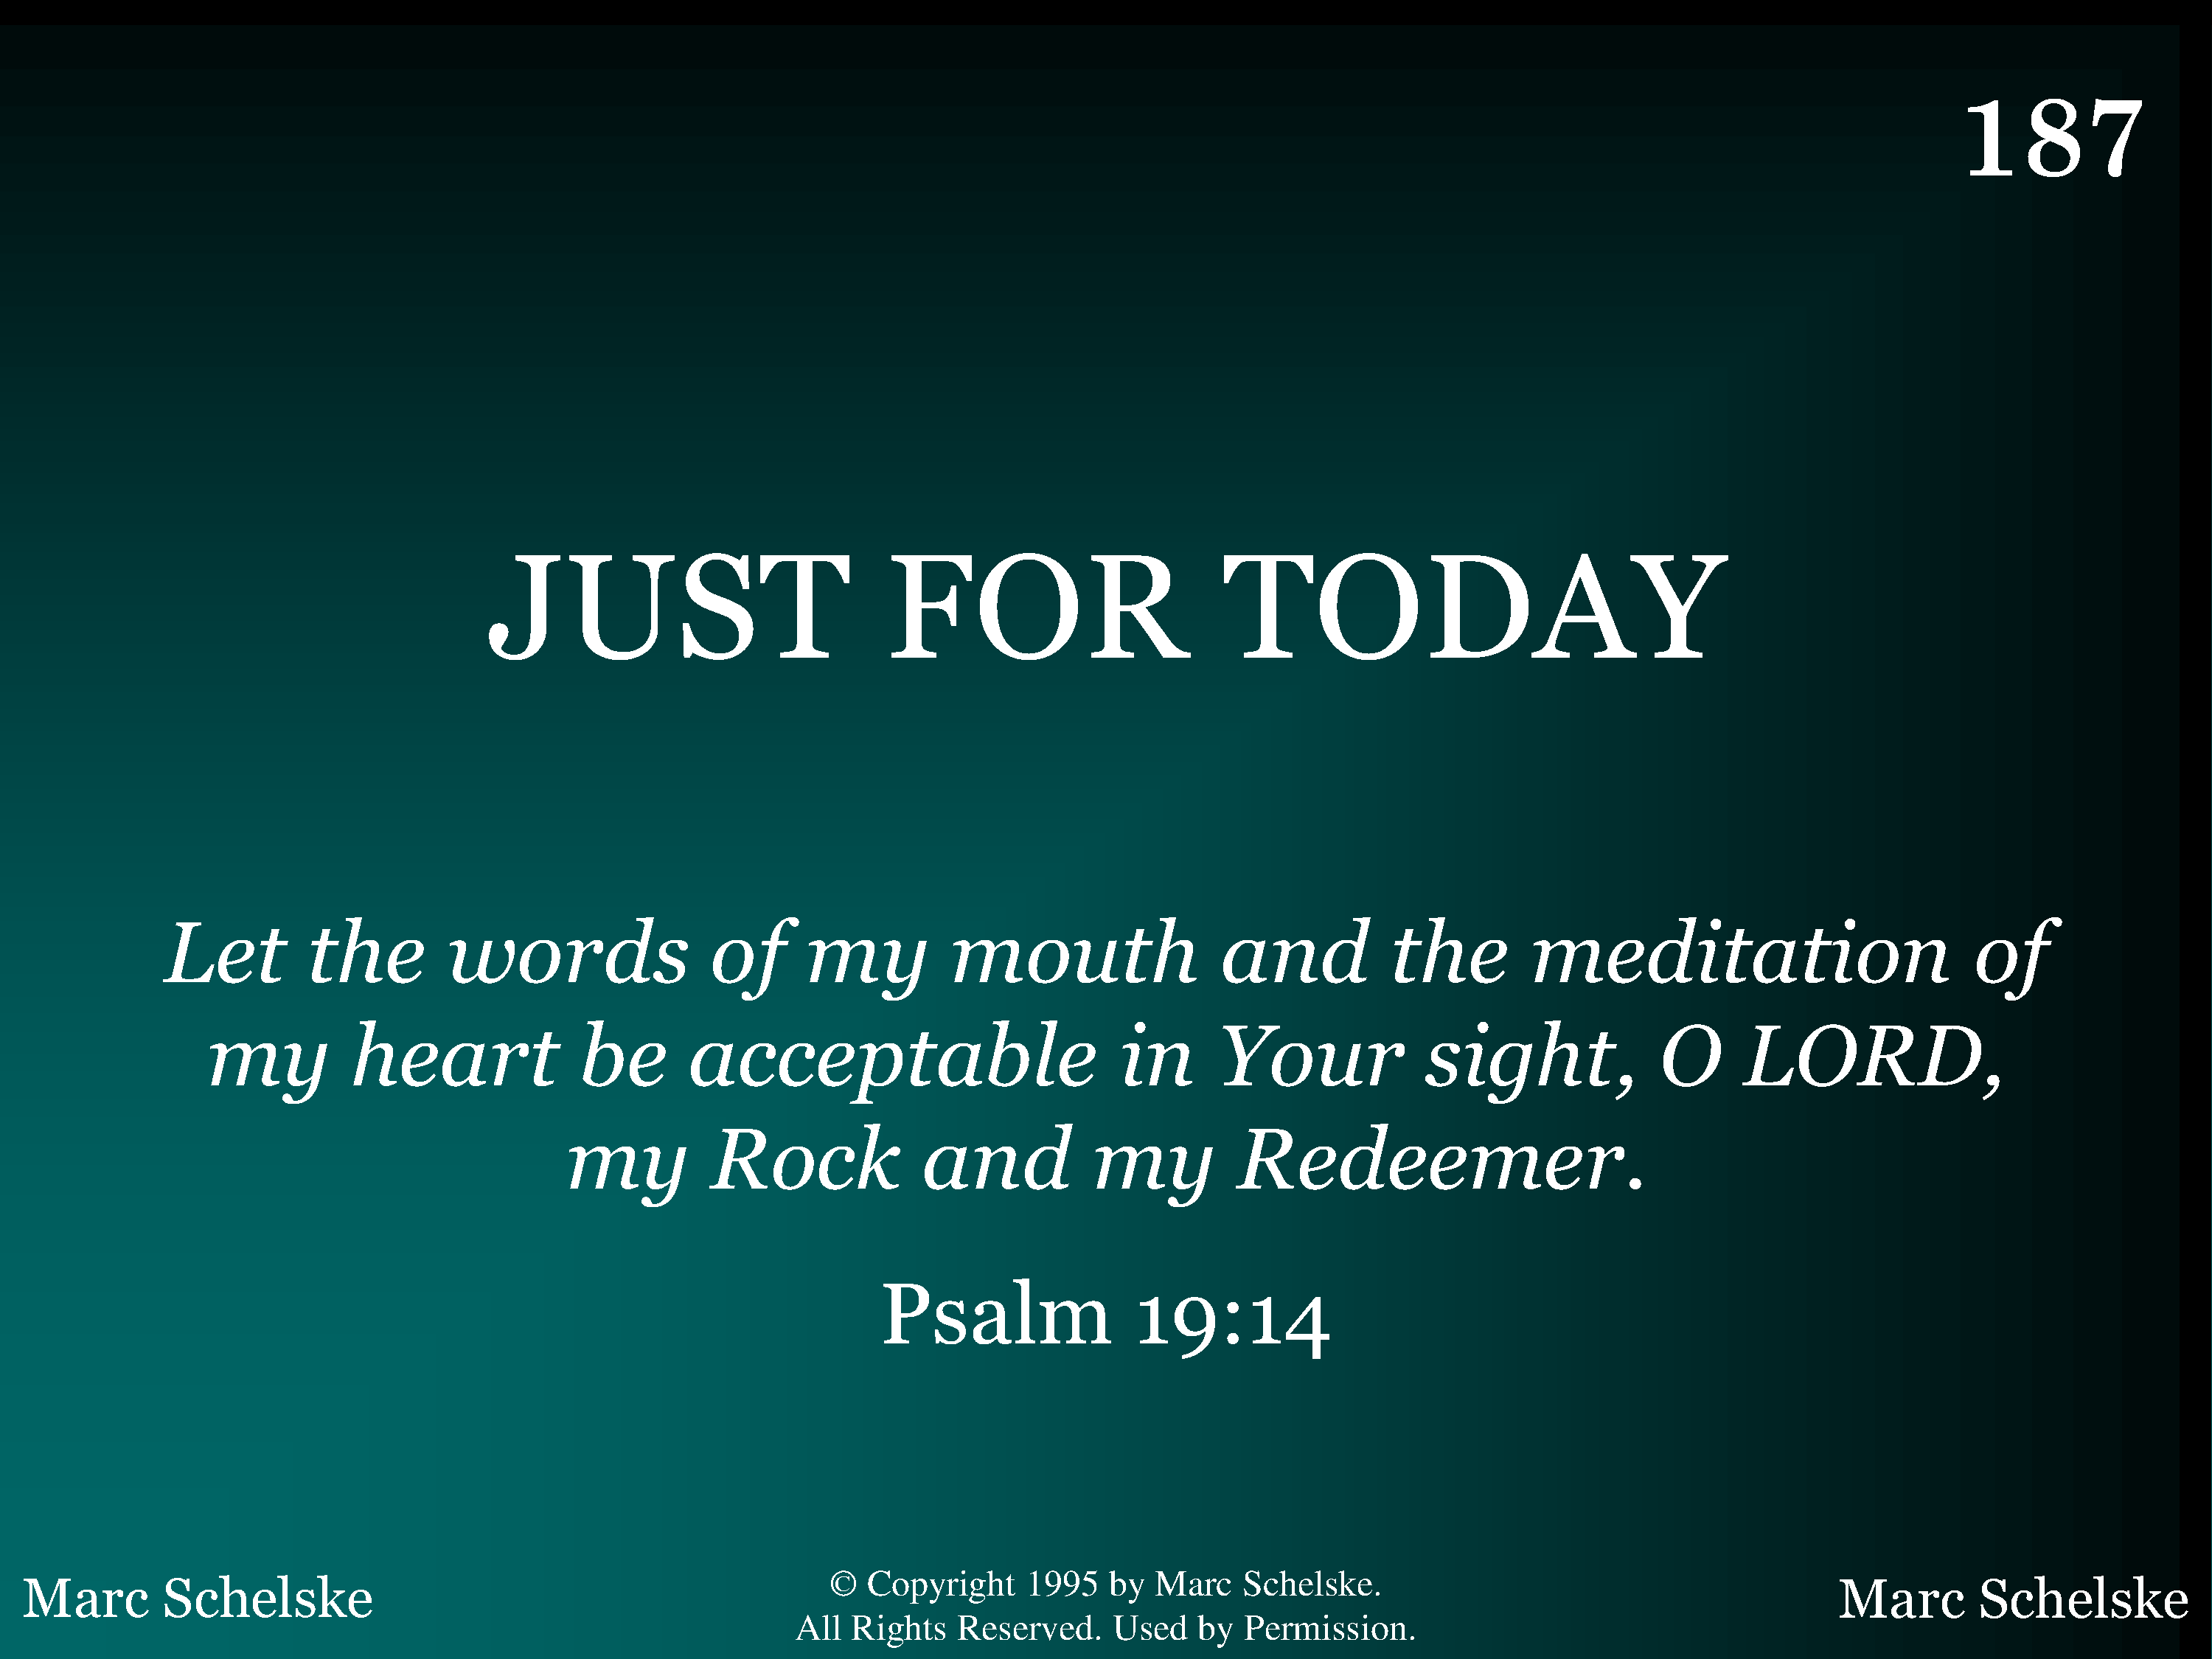 187
JUST FOR TODAY
Let the words of my mouth and the meditation of
my heart be acceptable in Your sight, O LORD,
my Rock and my Redeemer.
Psalm 19:14
Marc Schelske
© Copyright 1995 by Marc Schelske.
All Rights Reserved. Used by Permission.
Marc Schelske